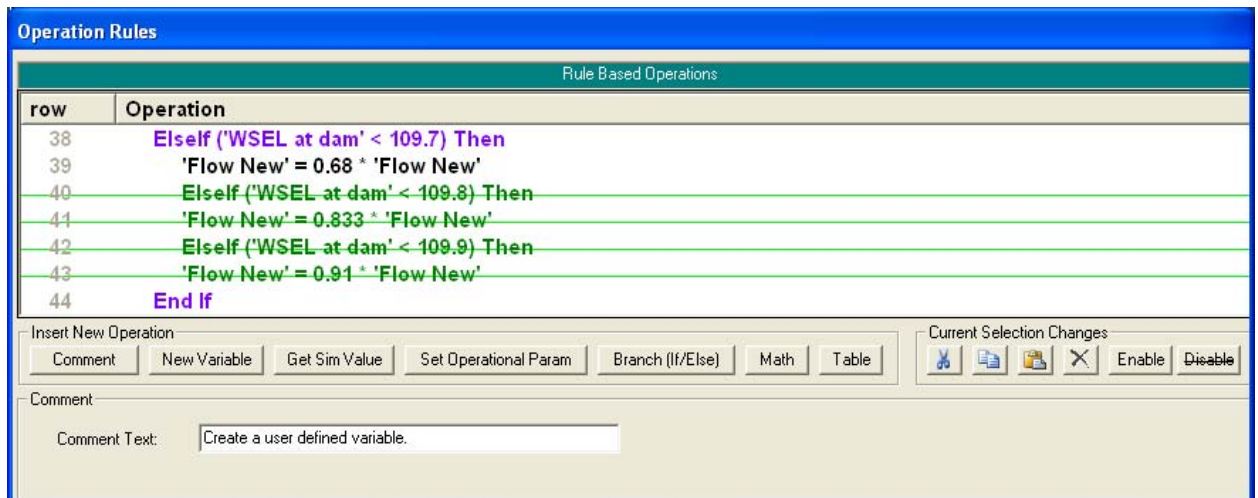 Operation Rules
Rule Based Operations
row Operation
38 ElseIf ('WSEL at dam' < 109.7) Then
39 'Flow New' = 0.68 * 'Flow New'
40 ElseIf ('WSEL at dam' < 109.8) Then
41 'Flow New' = 0.833 * 'Flow New'
42 ElseIf ('WSEL at dam' < 109.9) Then
43 'Flow New' = 0.91 * 'Flow New'
44 End If
Insert New Operation Current Selection Changes
Comment New Variable Get Sim Value Set Operational Param Branch (If/Else) Math Table Enable Disable
Comment
Comment Text: Create a user defined variable.